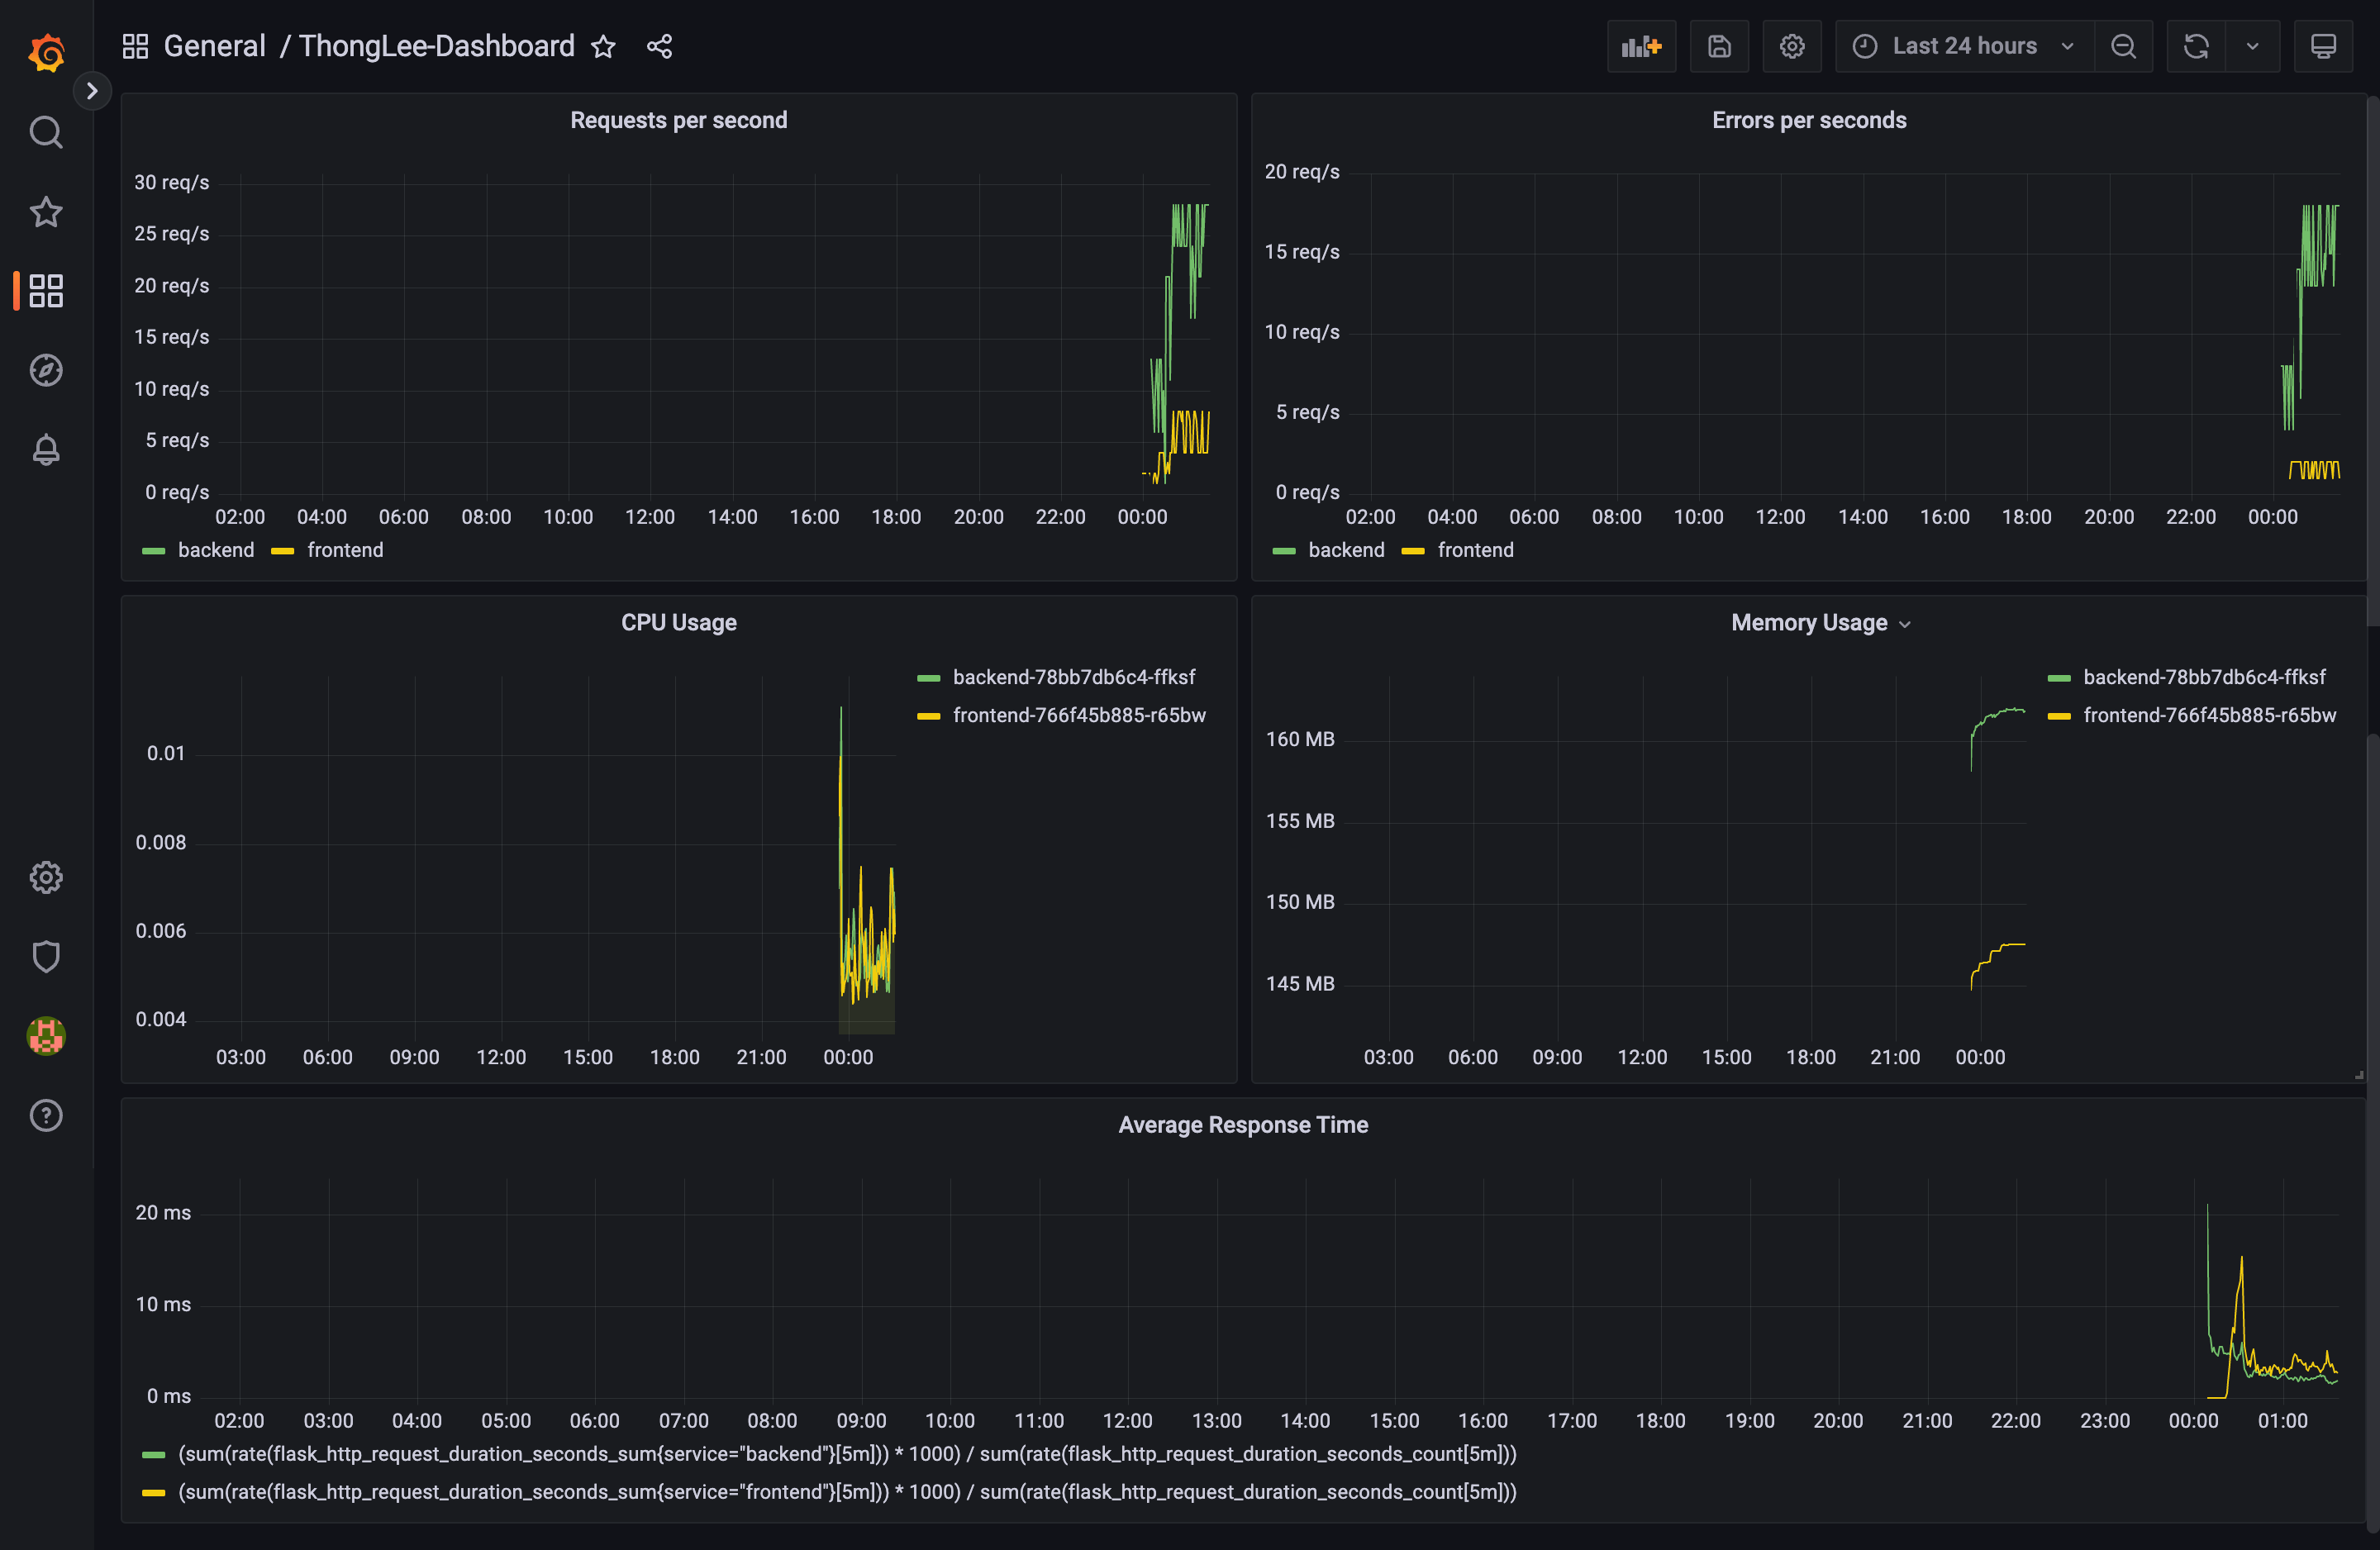 General / ThongLee-Dashboard
Last 24 hours
Requests per second
30 req/s
25 req/s
20 req/s
15 req/s
10 req/s
5 req/s
0 req/s
02:00 04:00 06:00 08:00 10:00 12:00 14:00 16:00 18:00 20:00 22:00 00:00
backend frontend
Errors per seconds
20 req/s
15 req/s
10 req/s
5 req/s
0 req/s
02:00 04:00 06:00 08:00 10:00 12:00 14:00 16:00 18:00 20:00 22:00 00:00
backend frontend
CPU Usage
backend-78bb7db6c4-ffksf
frontend-766f45b885-r65bw
0.01
0.008
0.006
0.004
03:00 06:00 09:00 12:00 15:00 18:00 21:00 00:00
Memory Usage
backend-78bb7db6c4-ffksf
frontend-766f45b885-r65bw
160 MB
155 MB
150 MB
145 MB
03:00 06:00 09:00 12:00 15:00 18:00 21:00 00:00
Average Response Time
20 ms
10 ms
0 ms
02:00 03:00 04:00 05:00 06:00 07:00 08:00 09:00 10:00 11:00 12:00 13:00 14:00 15:00 16:00 17:00 18:00 19:00 20:00 21:00 22:00 23:00 00:00 01:00
(sum(rate(flask_http_request_duration_seconds_sum{service="backend"}[5m])) * 1000) / sum(rate(flask_http_request_duration_seconds_count[5m]))
(sum(rate(flask_http_request_duration_seconds_sum{service="frontend"}[5m])) * 1000) / sum(rate(flask_http_request_duration_seconds_count[5m]))